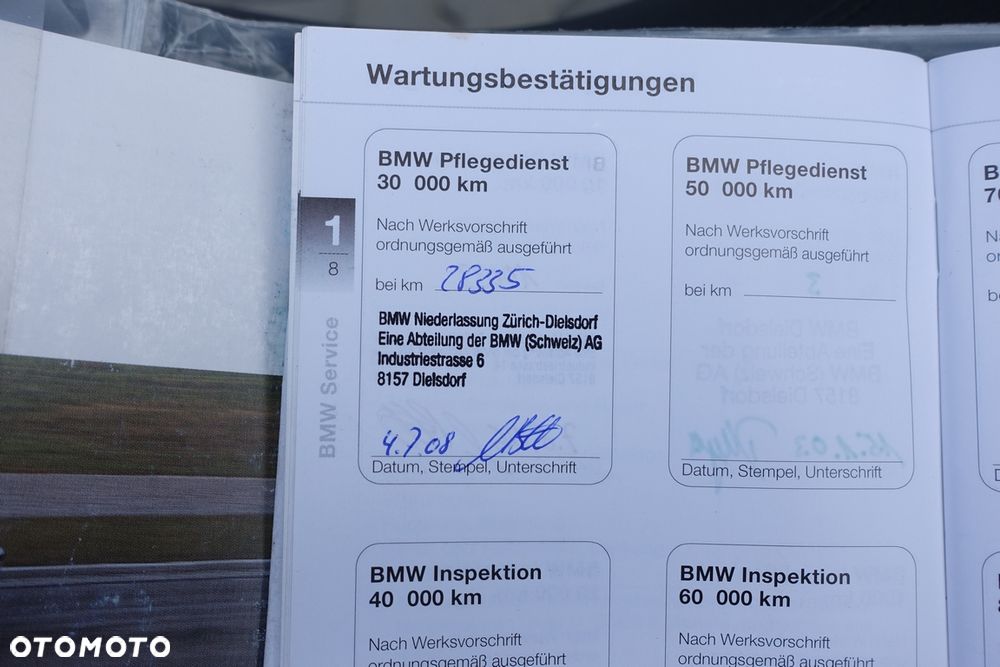 Wartungsbestätigungen
BMW Pflegedienst
30 000 km
Nach Werksvorschrift
ordnungsgemäß ausgeführt
bei km 28335
BMW Niederlassung Zürich-Dielsdorf
Eine Abteilung der BMW (Schweiz) AG
Industriestrasse 6
8157 Dielsdorf
4.7.08
Datum, Stempel, Unterschrift
BMW Pflegedienst
50 000 km
Nach Werksvorschrift
ordnungsgemäß ausgeführt
bei km
Datum, Stempel, Unterschrift
1
8
BMW Service
BMW Inspektion
40 000 km
Nach Werksvorschrift
ordnungsgemäß ausgeführt
BMW Inspektion
60 000 km
Nach Werksvorschrift
ordnungsgemäß ausgeführt
OTOMOTO